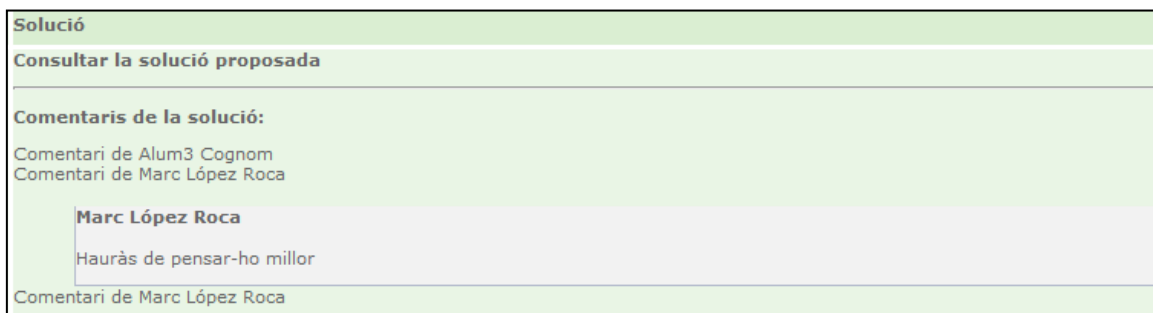 Solució
Consultar la solució proposada
Comentaris de la solució:
Comentari de Alum3 Cognom
Comentari de Marc López Roca
Marc López Roca
Hauràs de pensar-ho millor
Comentari de Marc López Roca